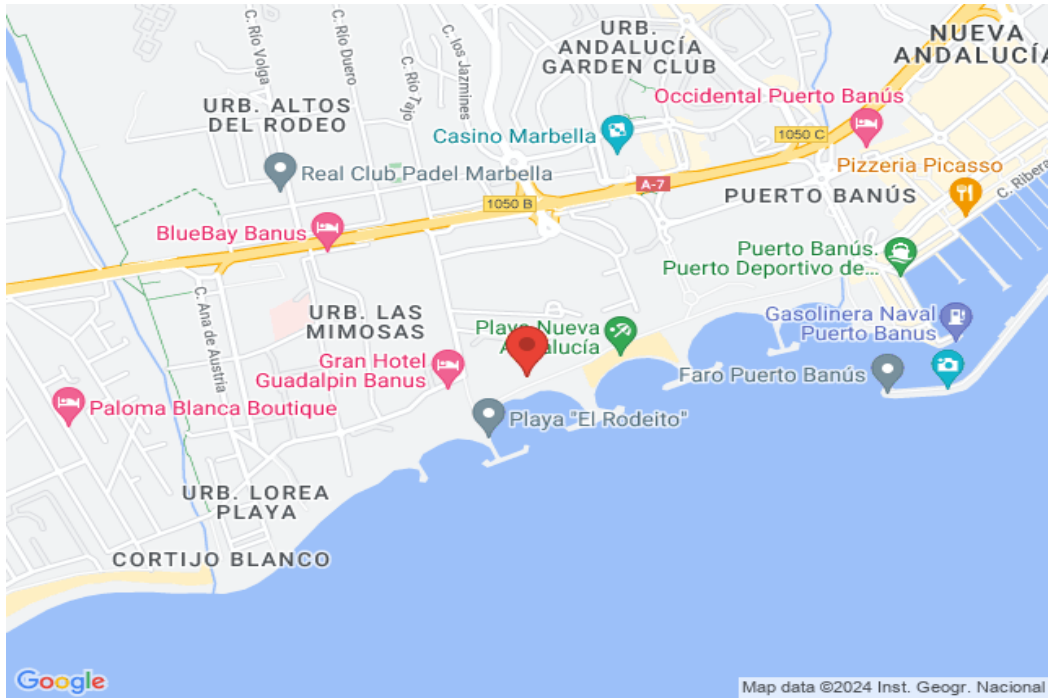 C. Río Volga
C. Río Duero
C. los Jazmines
C. Río Tajo
URB.
ANDALUCÍA
GARDEN CLUB
NUEVA
ANDALUCÍA
URB. ALTOS
DEL RODEO
Occidental Puerto Banús
Casino Marbella
1050 C
Real Club Padel Marbella
A-7
Pizzeria Picasso
C. Ribera
PUERTO BANÚS
1050 B
BlueBay Banus
Puerto Banús.
Puerto Deportivo de...
C. Ana de Austria
URB. LAS
MIMOSAS
Playa Nueva
Andalucía
Gasolinera Naval
Puerto Banus
Gran Hotel
Guadalpin Banus
Faro Puerto Banús
Paloma Blanca Boutique
Playa "El Rodeito"
URB. LOREA
PLAYA
CORTIJO BLANCO
Google
Map data ©2024 Inst. Geogr. Nacional